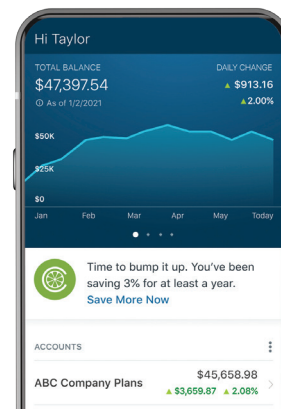 Hi Taylor
TOTAL BALANCE DAILY CHANGE
$47,397.54 ▲ $913.16
ⓘ As of 1/2/2021 ▲2.00%
$50K
$25K
$0
Jan Feb Mar Apr May Today
Time to bump it up. You've been
saving 3% for at least a year.
Save More Now
ACCOUNTS
$45,658.98
ABC Company Plans
▲ $3,659.87 ▲ 2.08%